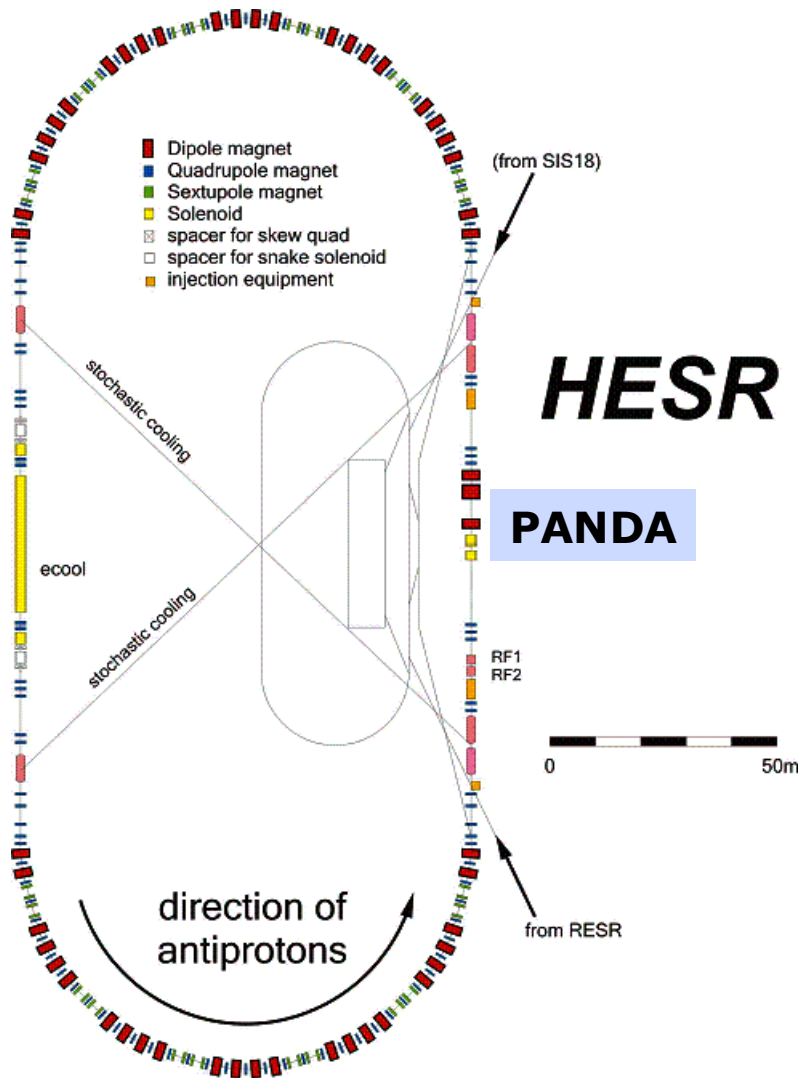 Dipole magnet
Quadrupole magnet
Sextupole magnet
Solenoid
spacer for skew quad
spacer for snake solenoid
injection equipment
(from SIS18)
stochastic cooling
HESR
PANDA
ecool
stochastic cooling
RF1
RF2
0
50m
direction of
antiprotons
from RESR